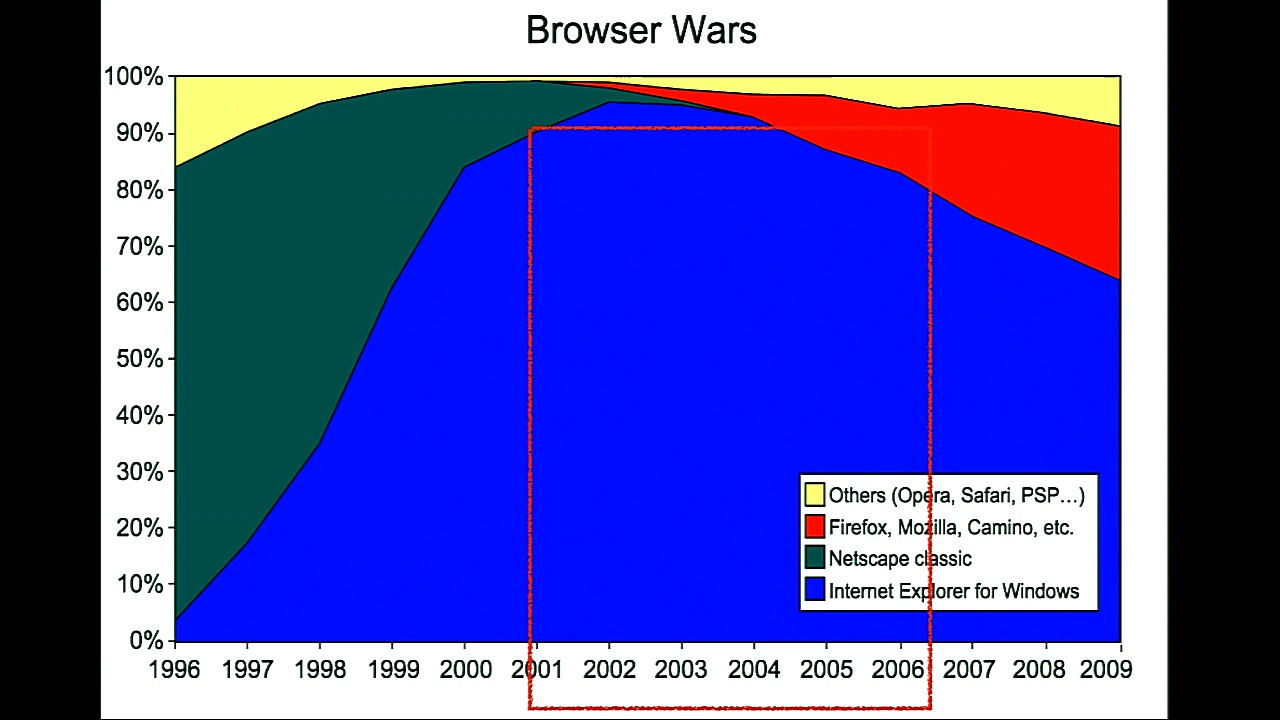 Browser Wars
100%
90%
80%
70%
60%
50%
40%
30%
20%
10%
0%
Others (Opera, Safari, PSP…)
Firefox, Mozilla, Camino, etc.
Netscape classic
Internet Explorer for Windows
1996 1997 1998 1999 2000 2001 2002 2003 2004 2005 2006 2007 2008 2009